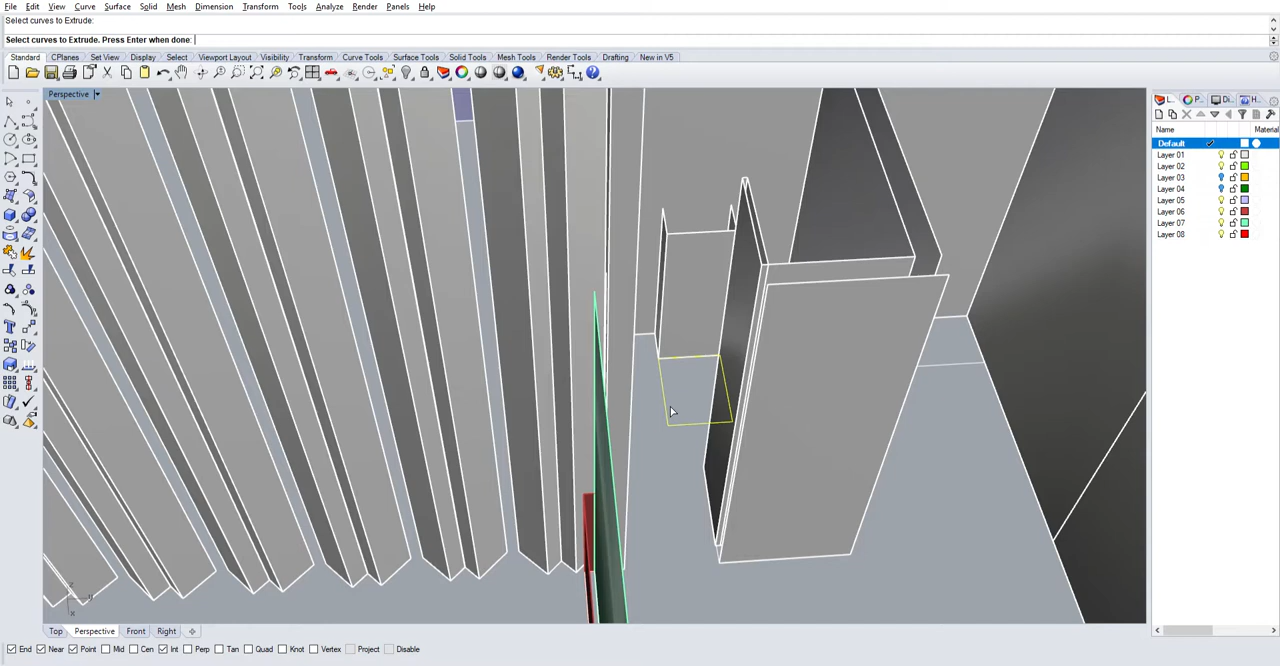 File Edit View Curve Surface Solid Mesh Dimension Transform Tools Analyze Render Panels Help
Select curves to Extrude:
Select curves to Extrude. Press Enter when done:
Standard CPlanes Set View Display Select Viewport Layout Visibility Transform Curve Tools Surface Tools Solid Tools Mesh Tools Render Tools Drafting New in V5
Perspective
L... P... Di... H...
Name Material
Default
Layer 01
Layer 02
Layer 03
Layer 04
Layer 05
Layer 06
Layer 07
Layer 08
z
y
x
Top Perspective Front Right
End Near Point Mid Cen Int Perp Tan Quad Knot Vertex Project Disable